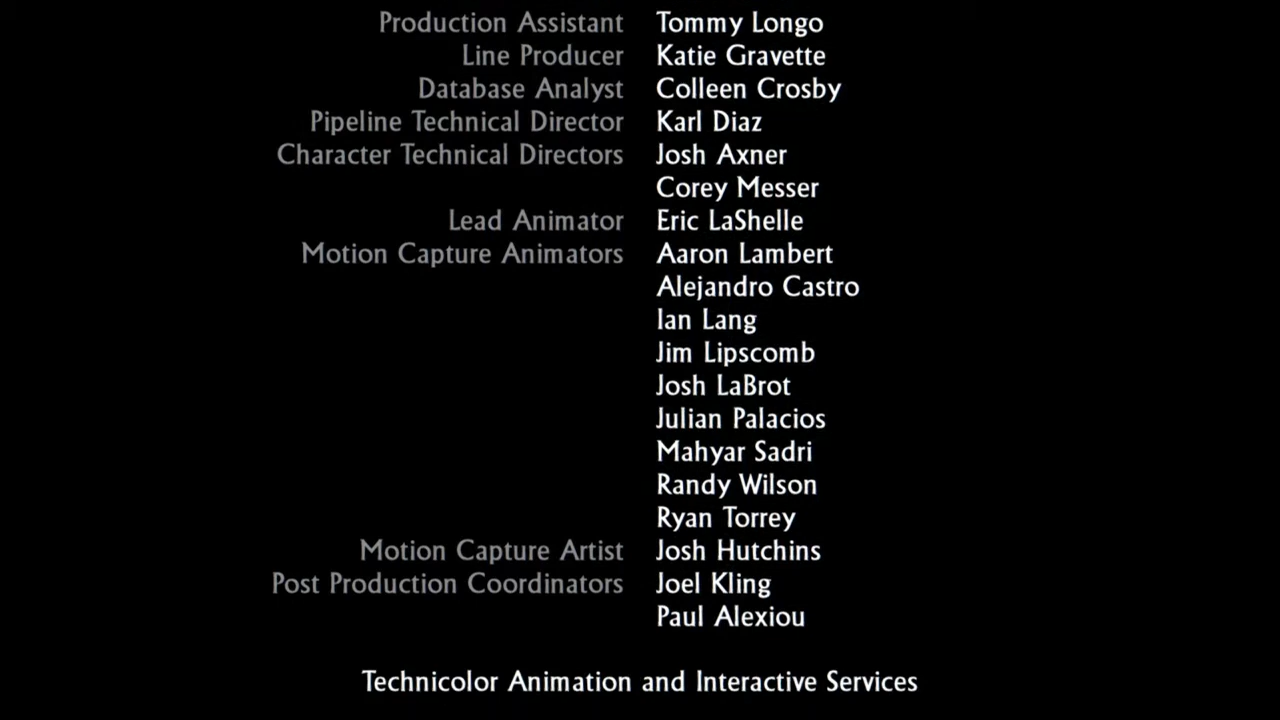 Production Assistant Tommy Longo
Line Producer Katie Gravette
Database Analyst Colleen Crosby
Pipeline Technical Director Karl Diaz
Character Technical Directors Josh Axner
Corey Messer
Lead Animator Eric LaShelle
Motion Capture Animators Aaron Lambert
Alejandro Castro
Ian Lang
Jim Lipscomb
Josh LaBrot
Julian Palacios
Mahyar Sadri
Randy Wilson
Ryan Torrey
Motion Capture Artist Josh Hutchins
Post Production Coordinators Joel Kling
Paul Alexiou
Technicolor Animation and Interactive Services